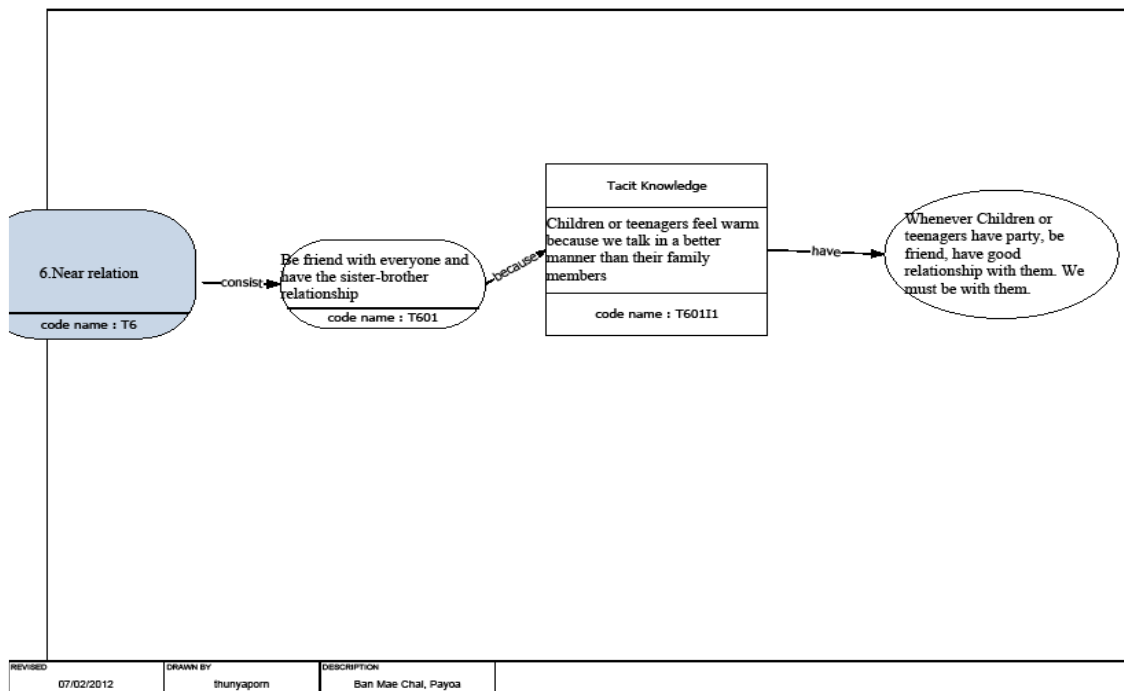 6.Near relation
code name : T6
consist
Be friend with everyone and
have the sister-brother
relationship
code name : T601
because
Tacit Knowledge
Children or teenagers feel warm
because we talk in a better
manner than their family
members
code name : T601I1
have
Whenever Children or
teenagers have party, be
friend, have good
relationship with them. We
must be with them.
REVISED
07/02/2012
DRAWN BY
thunyaporn
DESCRIPTION
Ban Mae Chai, Payoa